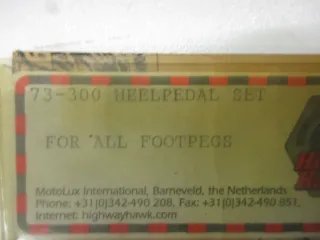 73-300 HEELPEDAL SET
FOR ALL FOOTPEGS
MotoLux International, Barneveld, the Netherlands
Phone: +31(0)342-490 208, Fax: +31(0)342-490 851,
Internet: highwayhawk.com